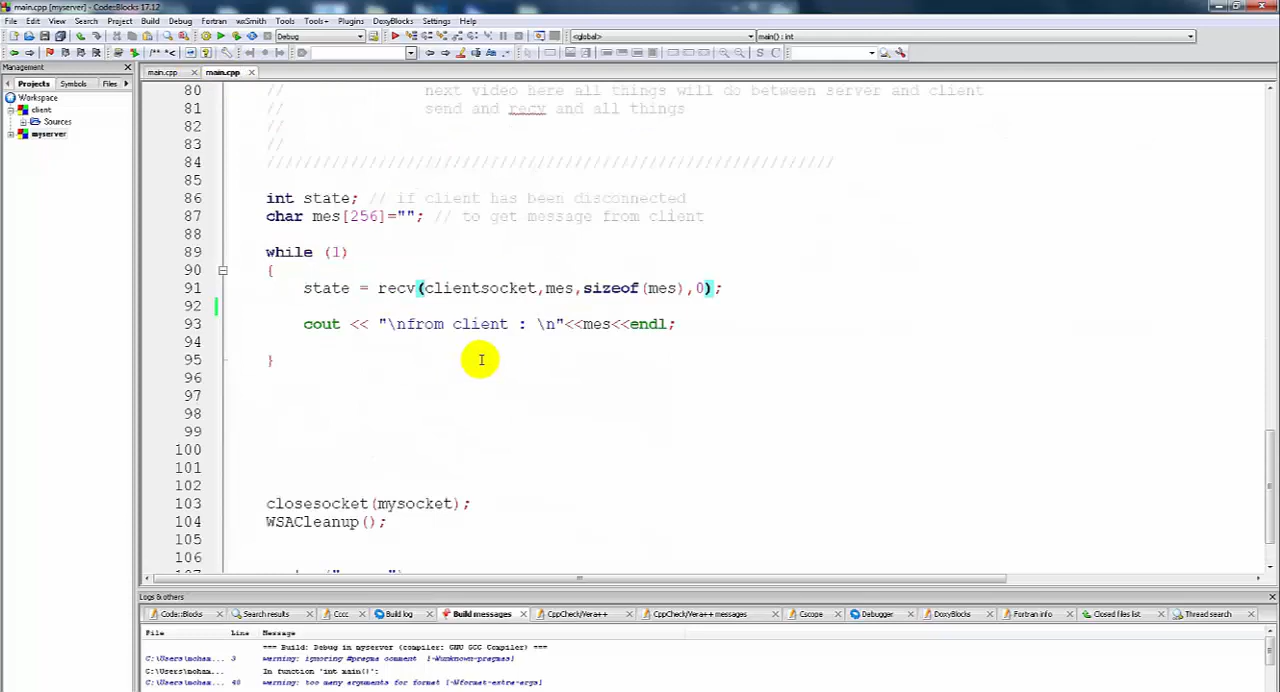 main.cpp [myserver] - Code::Blocks 17.12
File Edit View Search Project Build Debug Fortran wxSmith Tools Tools+ Plugins DoxyBlocks Settings Help
Debug <global> main() : int
Management
Projects Symbols Files
main.cpp main.cpp
Workspace
client
Sources
myserver
80 // next video here all things will do between server and client
81 // send and recv and all things
82 //
83 //
84 //////////////////////////////////////////////////////////////
85
86 int state; // if client has been disconnected
87 char mes[256]=""; // to get message from client
88
89 while (1)
90 {
91 state = recv(clientsocket,mes,sizeof(mes),0);
92
93 cout << "\nfrom client : \n"<<mes<<endl;
94
95 }
96
97
98
99
100
101
102
103 closesocket(mysocket);
104 WSACleanup();
105
106
Logs & others
Code::Blocks Search results Cccc Build log Build messages CppCheck/Vera++ CppCheck/Vera++ messages Cscope Debugger DoxyBlocks Fortran info Closed files list Thread search
File Line Message
=== Build: Debug in myserver (compiler: GNU GCC Compiler) ===
C:\Users\moham... 3 warning: ignoring #pragma comment [-Wunknown-pragmas]
C:\Users\moham... In function 'int main()':
C:\Users\moham... 48 warning: too many arguments for format [-Wformat-extra-args]